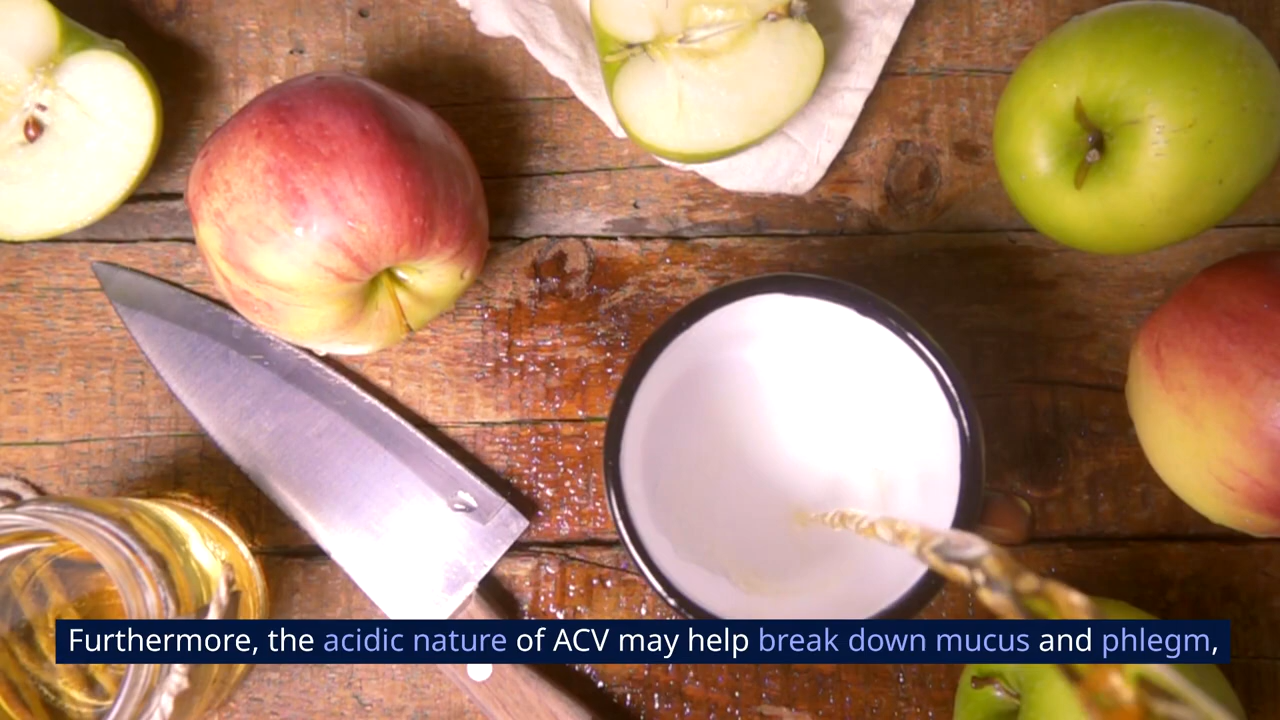 Furthermore, the acidic nature of ACV may help break down mucus and phlegm,